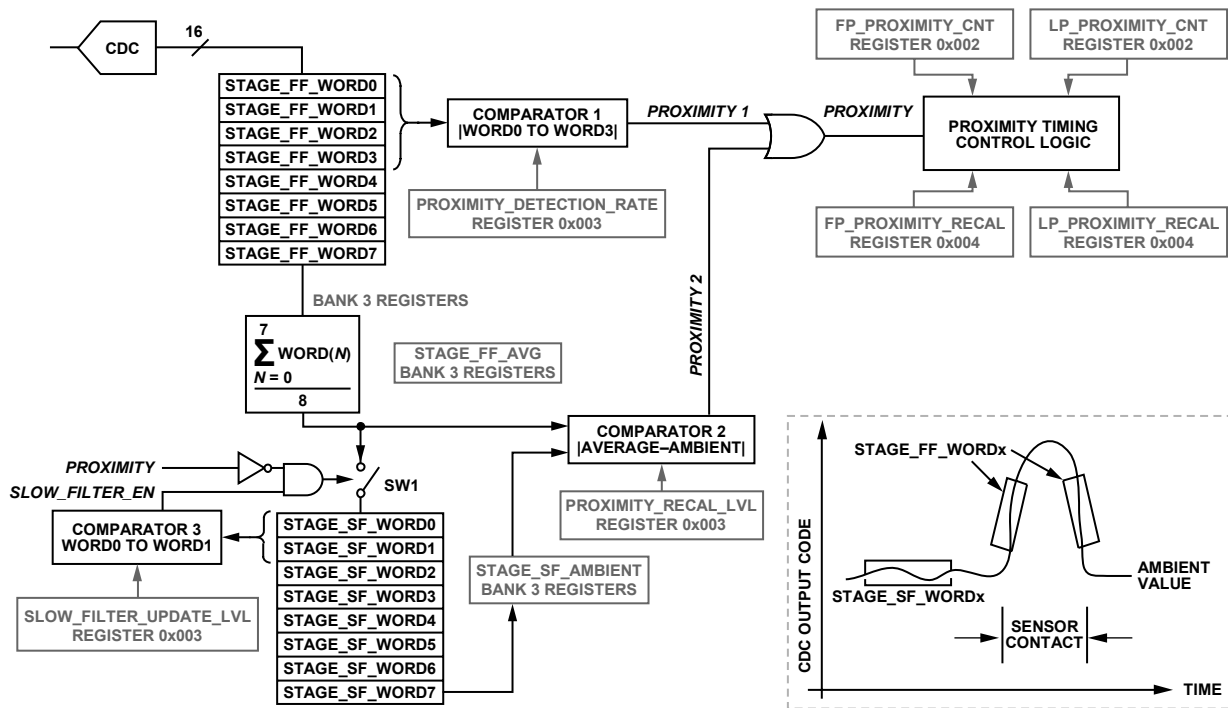 CDC
16
STAGE_FF_WORD0
STAGE_FF_WORD1
STAGE_FF_WORD2
STAGE_FF_WORD3
STAGE_FF_WORD4
STAGE_FF_WORD5
STAGE_FF_WORD6
STAGE_FF_WORD7
BANK 3 REGISTERS
COMPARATOR 1
|WORD0 TO WORD3|
PROXIMITY_DETECTION_RATE
REGISTER 0x003
PROXIMITY 1
PROXIMITY
FP_PROXIMITY_CNT
REGISTER 0x002
LP_PROXIMITY_CNT
REGISTER 0x002
PROXIMITY TIMING
CONTROL LOGIC
FP_PROXIMITY_RECAL
REGISTER 0x004
LP_PROXIMITY_RECAL
REGISTER 0x004
PROXIMITY 2
7
Σ WORD(N)
N = 0
8
STAGE_FF_AVG
BANK 3 REGISTERS
COMPARATOR 2
|AVERAGE–AMBIENT|
PROXIMITY_RECAL_LVL
REGISTER 0x003
PROXIMITY
SLOW_FILTER_EN
SW1
COMPARATOR 3
WORD0 TO WORD1
SLOW_FILTER_UPDATE_LVL
REGISTER 0x003
STAGE_SF_WORD0
STAGE_SF_WORD1
STAGE_SF_WORD2
STAGE_SF_WORD3
STAGE_SF_WORD4
STAGE_SF_WORD5
STAGE_SF_WORD6
STAGE_SF_WORD7
STAGE_SF_AMBIENT
BANK 3 REGISTERS
CDC OUTPUT CODE
STAGE_FF_WORDx
STAGE_SF_WORDx
AMBIENT
VALUE
SENSOR
CONTACT
TIME